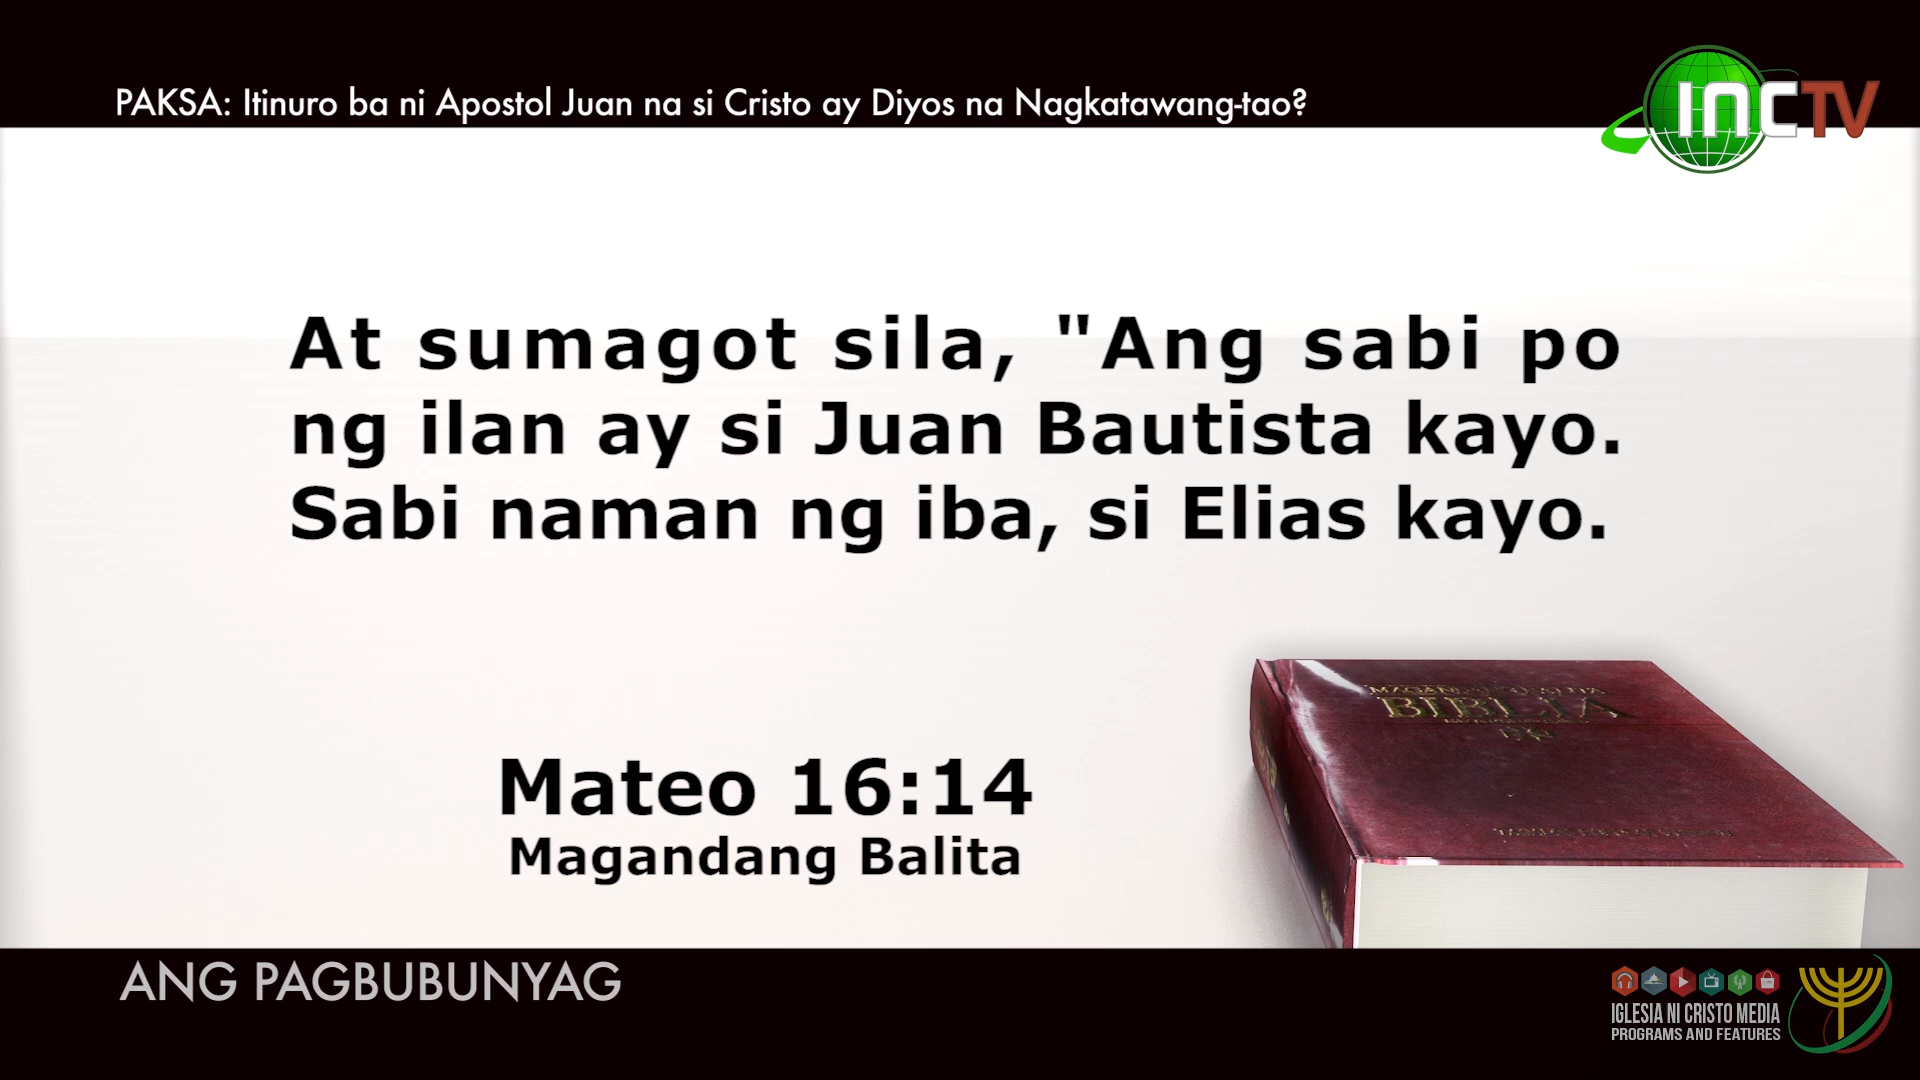 PAKSA: Itinuro ba ni Apostol Juan na si Cristo ay Diyos na Nagkatawang-tao?
INCTV
At sumagot sila, "Ang sabi po
ng ilan ay si Juan Bautista kayo.
Sabi naman ng iba, si Elias kayo.
BIBLIA
Mateo 16:14
Magandang Balita
ANG PAGBUBUNYAG
IGLESIA NI CRISTO MEDIA
PROGRAMS AND FEATURES